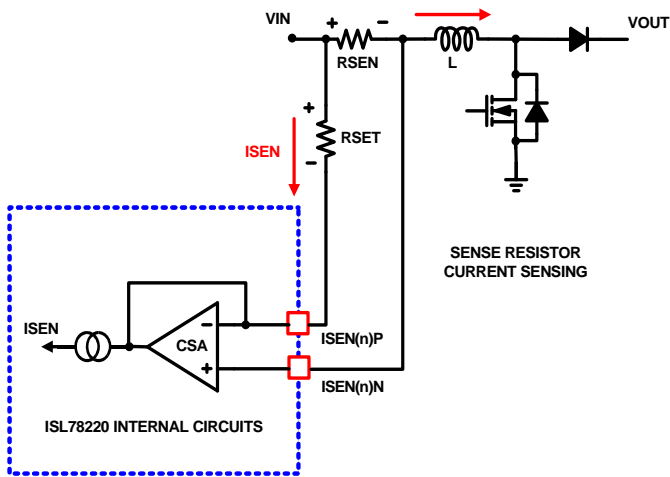 VIN
+
-
VOUT
RSEN
L
+
ISEN
RSET
-
SENSE RESISTOR
CURRENT SENSING
ISEN
-
CSA
+
ISEN(n)P
ISEN(n)N
ISL78220 INTERNAL CIRCUITS